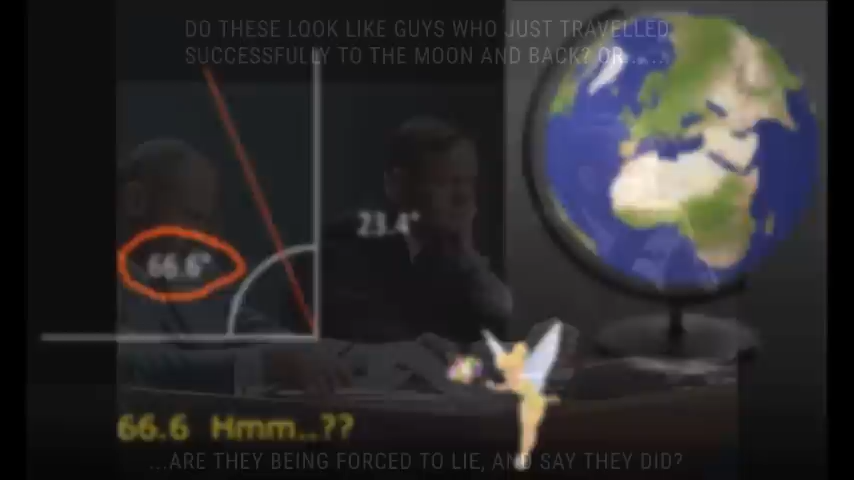 DO THESE LOOK LIKE GUYS WHO JUST TRAVELLED
SUCCESSFULLY TO THE MOON AND BACK? OR......
23.4°
66.6°
66.6 Hmm..??
...ARE THEY BEING FORCED TO LIE, AND SAY THEY DID?